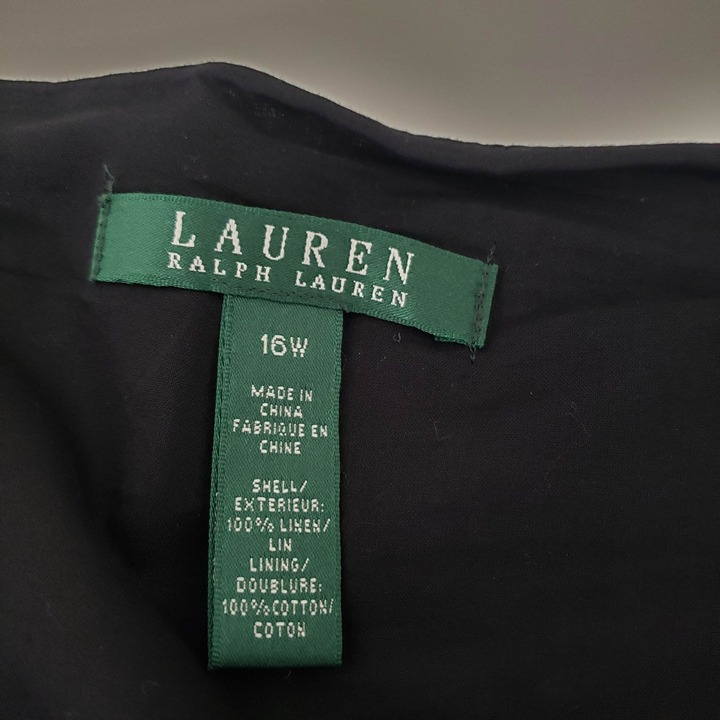 LAUREN
RALPH LAUREN
16W
MADE IN
CHINA
FABRIQUE EN
CHINE
SHELL/
EXTERIEUR:
100% LINEN/
LIN
LINING/
DOUBLURE:
100% COTTON/
COTON